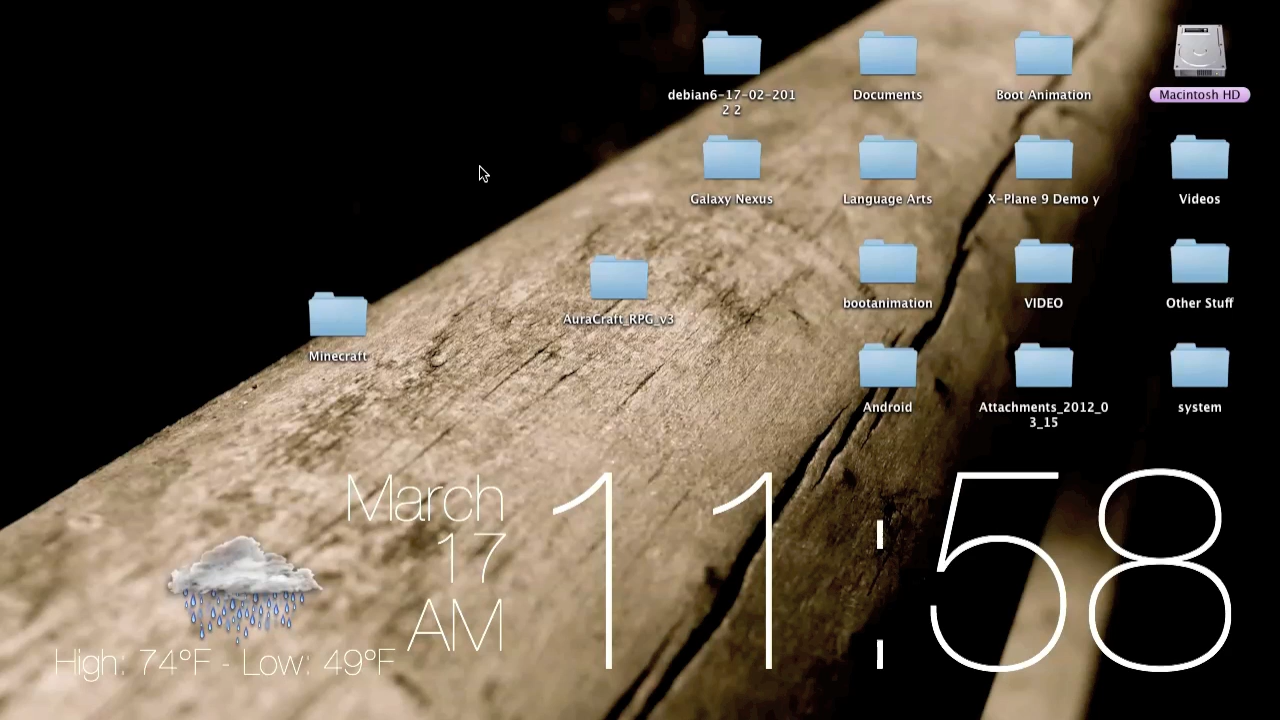 debian6-17-02-201
2 2
Documents
Boot Animation
Macintosh HD
Galaxy Nexus
Language Arts
X-Plane 9 Demo y
Videos
AuraCraft_RPG_v3
bootanimation
VIDEO
Other Stuff
Minecraft
Android
Attachments_2012_0
3_15
system
March
17
AM
11:58
High: 74°F - Low: 49°F